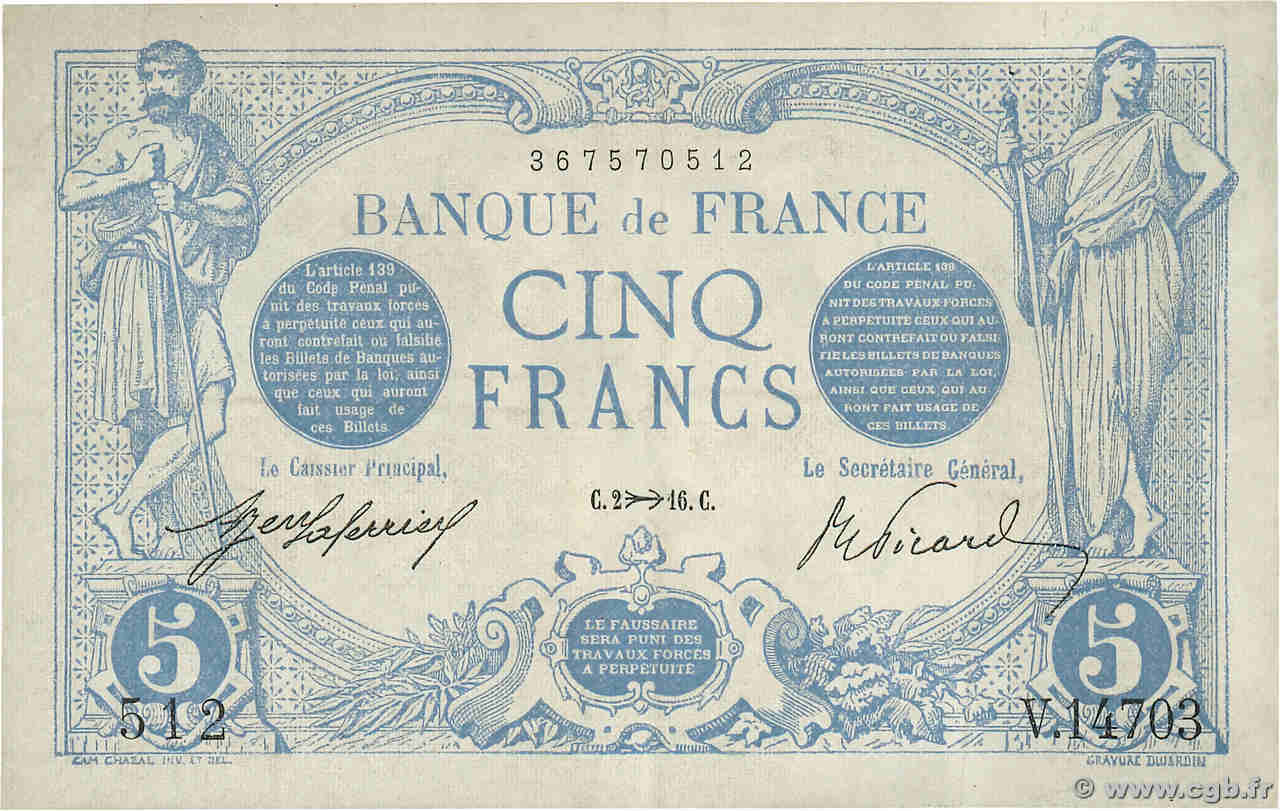 367570512
BANQUE de FRANCE
CINQ
FRANCS
L'article 139
du Code Pénal pu-
nit des travaux forcés
à perpétuité ceux qui au-
ront contrefait ou falsifié
les Billets de Banques au-
torisées par la loi, ainsi
que ceux qui auront
fait usage de
ces Billets.
L'ARTICLE 139
DU CODE PÉNAL PU-
NIT DES TRAVAUX FORCÉS
À PERPÉTUITÉ CEUX QUI AU-
RONT CONTREFAIT OU FALSI
FIÉ LES BILLETS DE BANQUES
AUTORISÉES PAR LA LOI,
AINSI QUE CEUX QUI AU
RONT FAIT USAGE DE
CES BILLETS.
Le Caissier Principal,
Le Secrétaire Général,
C. 2 16. C.
Picard
LE FAUSSAIRE
SERA PUNI DES
TRAVAUX FORCÉS
A PERPÉTUITÉ
5
5
512
V.14703
CAM CHAZAL INV. ET DEL.
GRAVURE DUJARDIN
© www.cgb.fr